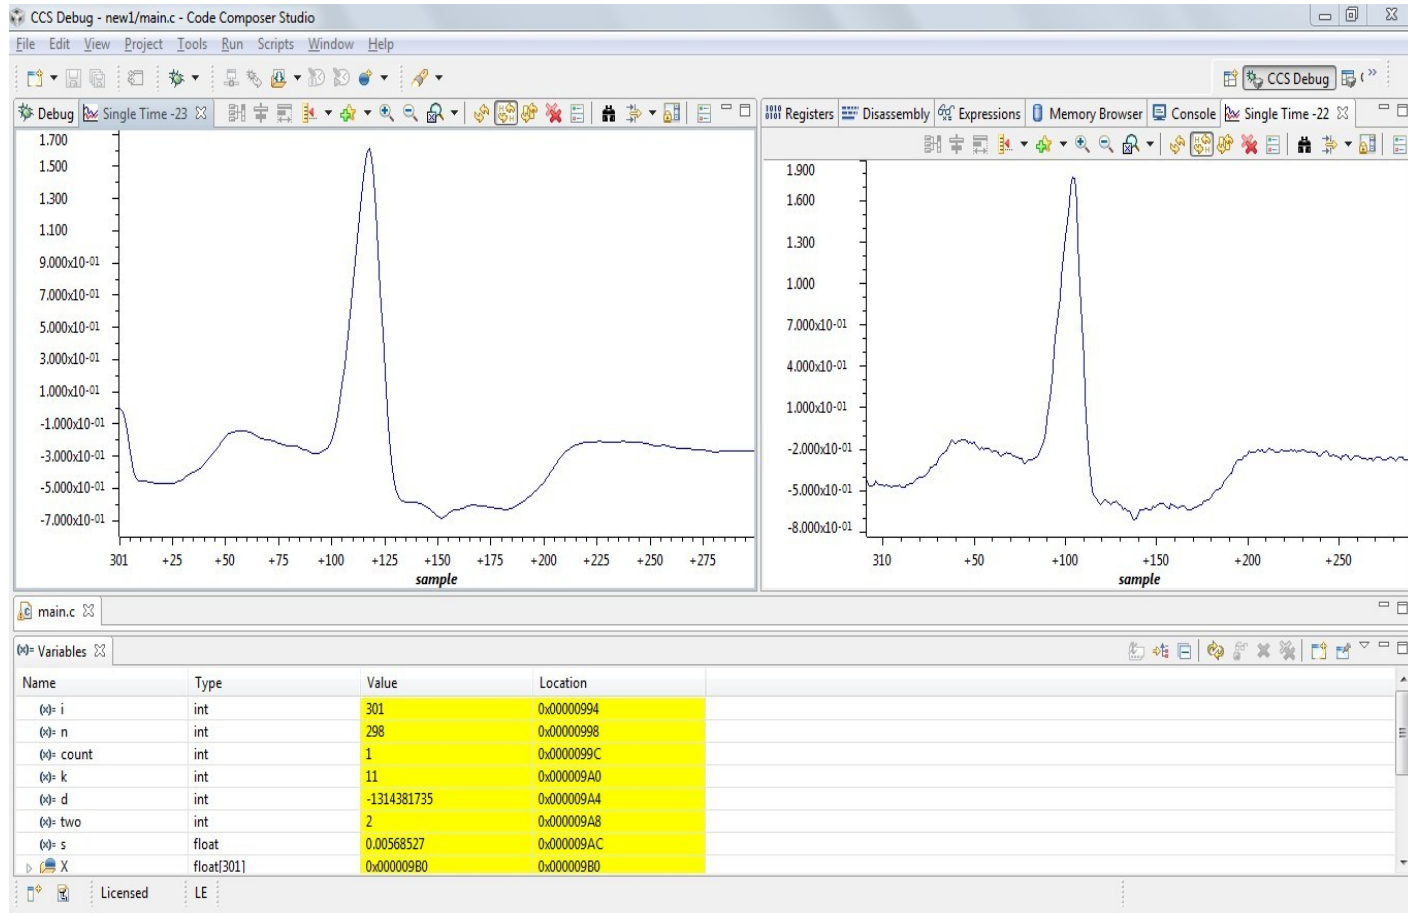 CCS Debug - new1/main.c - Code Composer Studio
File Edit View Project Tools Run Scripts Window Help
CCS Debug
Debug Single Time -23
1.700
1.500
1.300
1.100
9.000x10-01
7.000x10-01
5.000x10-01
3.000x10-01
1.000x10-01
-1.000x10-01
-3.000x10-01
-5.000x10-01
-7.000x10-01
301 +25 +50 +75 +100 +125 +150 +175 +200 +225 +250 +275
sample
Registers Disassembly Expressions Memory Browser Console Single Time -22
1.900
1.600
1.300
1.000
7.000x10-01
4.000x10-01
1.000x10-01
-2.000x10-01
-5.000x10-01
-8.000x10-01
310 +50 +100 +150 +200 +250
sample
main.c
(x)= Variables
Name Type Value Location
(x)= i int 301 0x00000994
(x)= n int 298 0x00000998
(x)= count int 1 0x0000099C
(x)= k int 11 0x000009A0
(x)= d int -1314381735 0x000009A4
(x)= two int 2 0x000009A8
(x)= s float 0.00568527 0x000009AC
X float[301] 0x000009B0 0x000009B0
Licensed LE